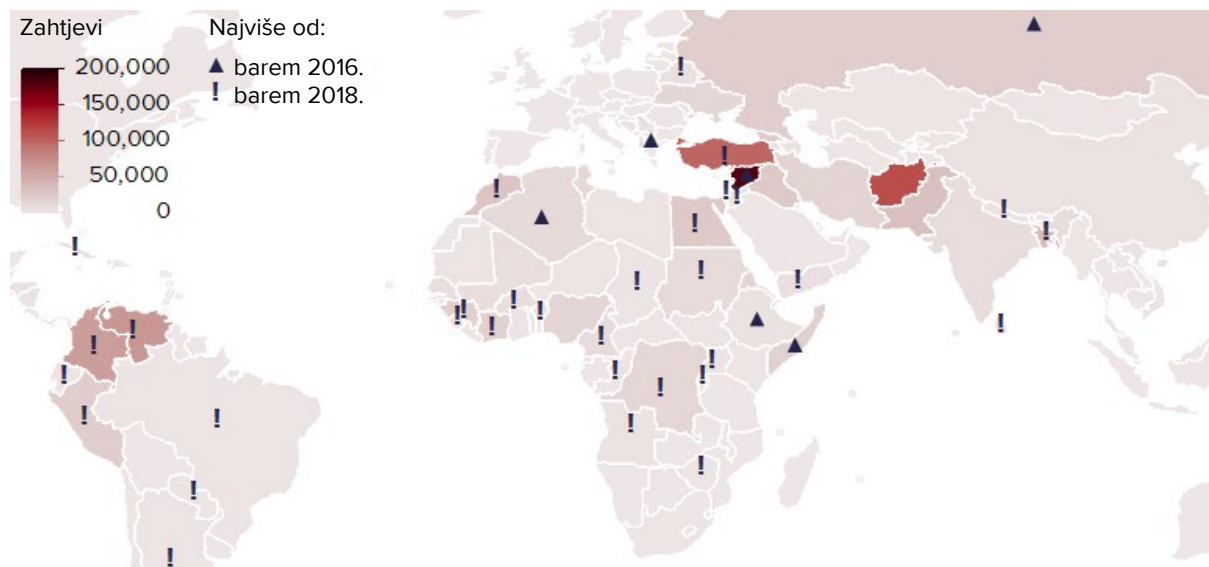 Zahtjevi
200,000
150,000
100,000
50,000
0
Najviše od:
▲ barem 2016.
! barem 2018.